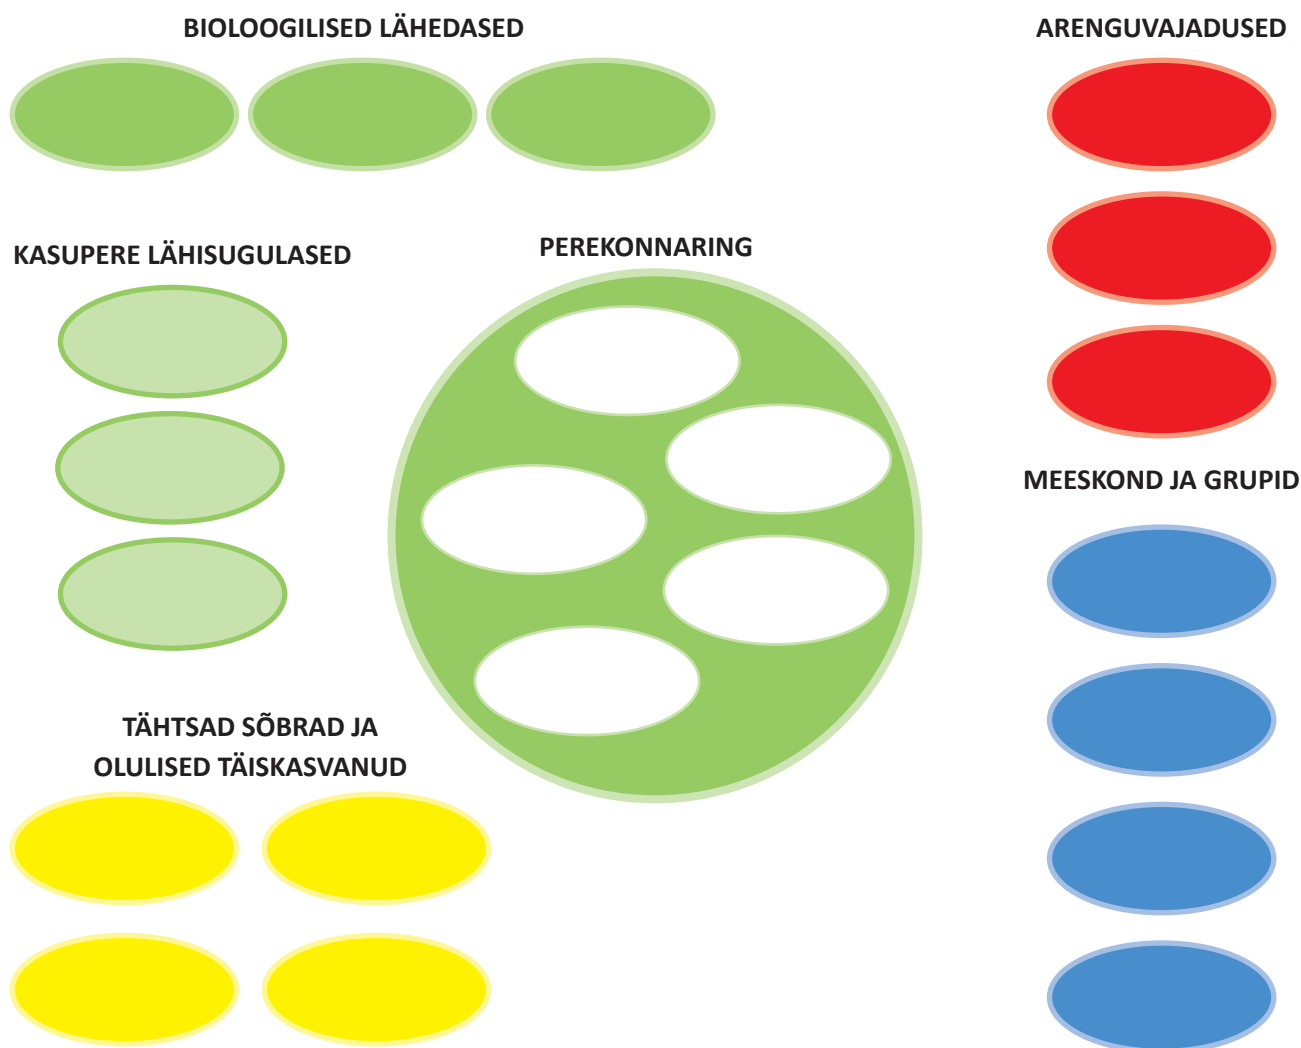 BIOLOOGILISED LÄHEDASED
ARENGUVAJADUSED
KASUPERE LÄHISUGULASED
PEREKONNARING
MEESKOND JA GRUPID
TÄHTSAD SÕBRAD JA
OLULISED TÄISKASVANUD